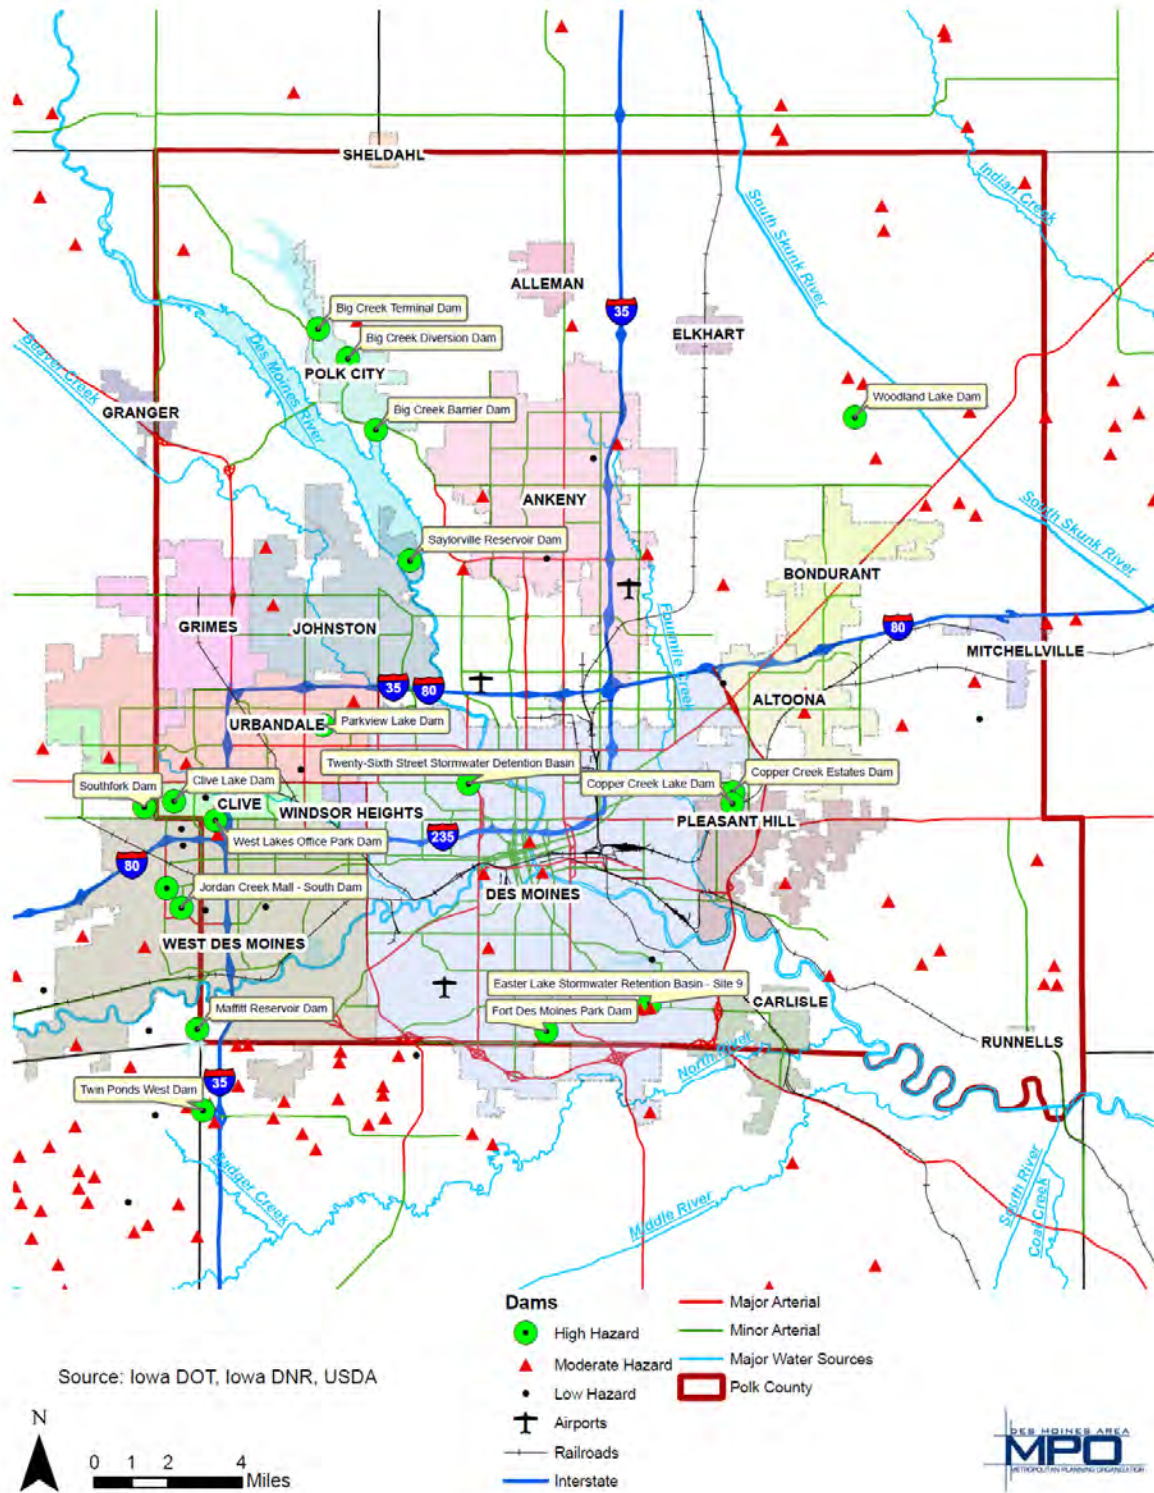 SHELDAHL
Indian Creek
South Skunk River
ALLEMAN
35
ELKHART
Big Creek Terminal Dam
Big Creek Diversion Dam
Beaver Creek
Des Moines River
POLK CITY
GRANGER
Big Creek Barrier Dam
Woodland Lake Dam
ANKENY
South Skunk River
Saylorville Reservoir Dam
BONDURANT
GRIMES
JOHNSTON
Fourmile Creek
80
MITCHELLVILLE
35
80
ALTOONA
URBANDALE
Parkview Lake Dam
Twenty-Sixth Street Stormwater Detention Basin
Copper Creek Estates Dam
Southfork Dam
Clive Lake Dam
Copper Creek Lake Dam
CLIVE
WINDSOR HEIGHTS
PLEASANT HILL
West Lakes Office Park Dam
235
80
Jordan Creek Mall - South Dam
DES MOINES
WEST DES MOINES
Easter Lake Stormwater Retention Basin - Site 9
CARLISLE
Maffitt Reservoir Dam
Fort Des Moines Park Dam
RUNNELLS
North River
35
Twin Ponds West Dam
Badger Creek
Middle River
South River
Coal Creek
Dams
High Hazard
Moderate Hazard
Low Hazard
Airports
Railroads
Interstate
Major Arterial
Minor Arterial
Major Water Sources
Polk County
Source: Iowa DOT, Iowa DNR, USDA
N
0 1 2 4
Miles
DES MOINES AREA
MPO
METROPOLITAN PLANNING ORGANIZATION